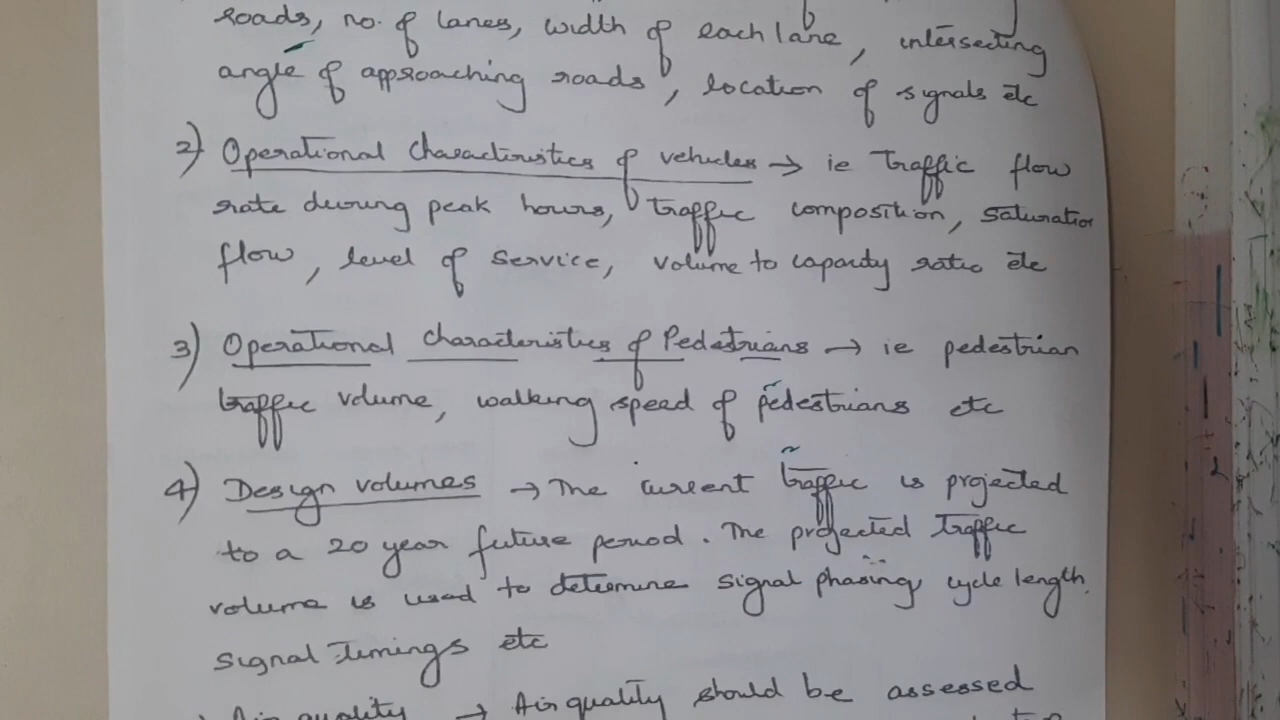 roads, no. of lanes, width of each lane, intersecting
angle of approaching roads, location of signals etc
2) Operational characteristics of vehicles → ie traffic flow
rate during peak hours, traffic composition, saturation
flow, level of service, volume to capacity ratio etc
3) Operational characteristics of Pedestrians → ie pedestrian
traffic volume, walking speed of pedestrians etc
4) Design volumes → The current traffic is projected
to a 20 year future period. The projected traffic
volume is used to determine signal phasing, cycle length,
signal timings etc
Air quality → Air quality should be assessed